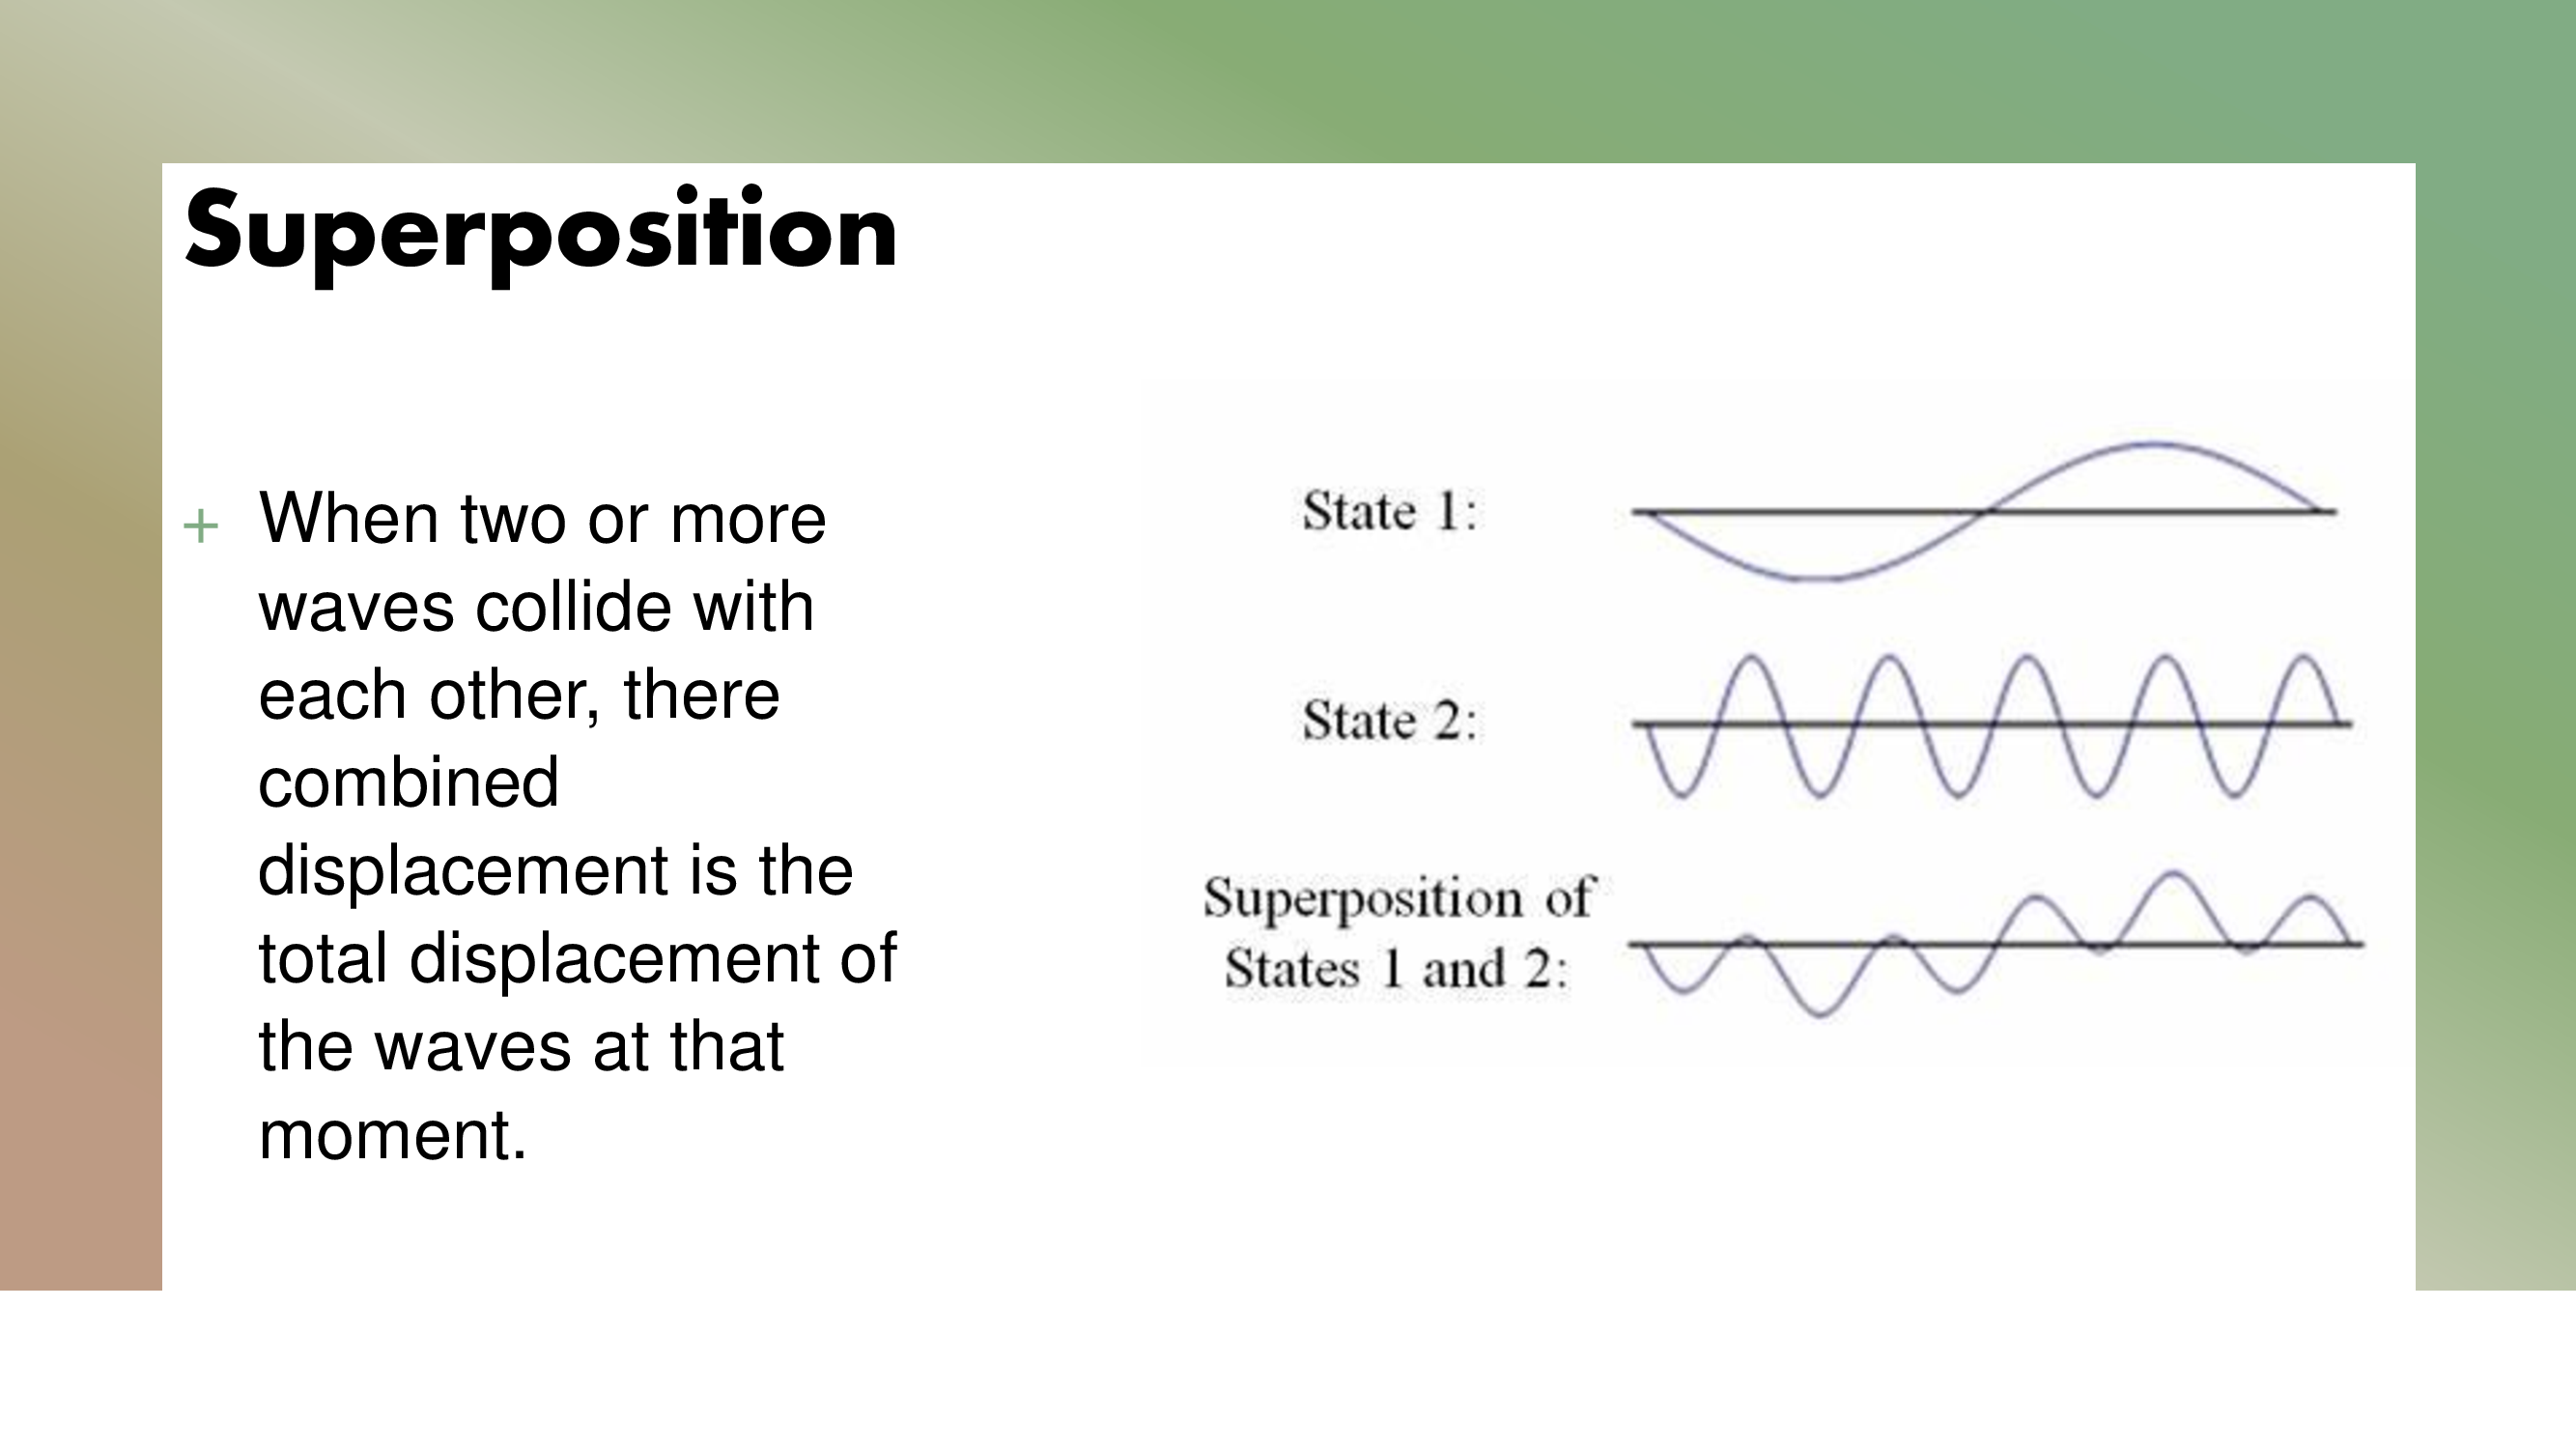 Superposition
+ When two or more
waves collide with
each other, there
combined
displacement is the
total displacement of
the waves at that
moment.
State 1:
State 2:
Superposition of
States 1 and 2: